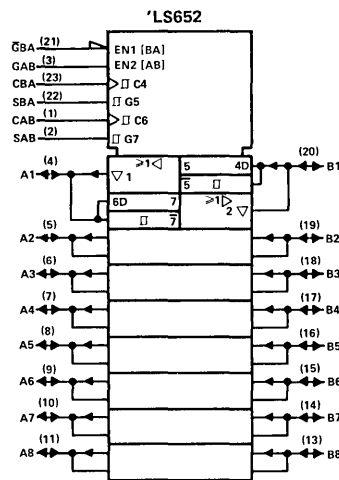 'LS652
G̅BA (21) EN1 [BA]
GAB (3) EN2 [AB]
CBA (23) C4
SBA (22) G5
CAB (1) C6
SAB (2) G7
A1 (4) ≥1 ◁ 5 4D (20) B1
▽ 1 5̅
6D 7 ≥1 ▷
7̅ 2 ▽
A2 (5) (19) B2
A3 (6) (18) B3
A4 (7) (17) B4
A5 (8) (16) B5
A6 (9) (15) B6
A7 (10) (14) B7
A8 (11) (13) B8